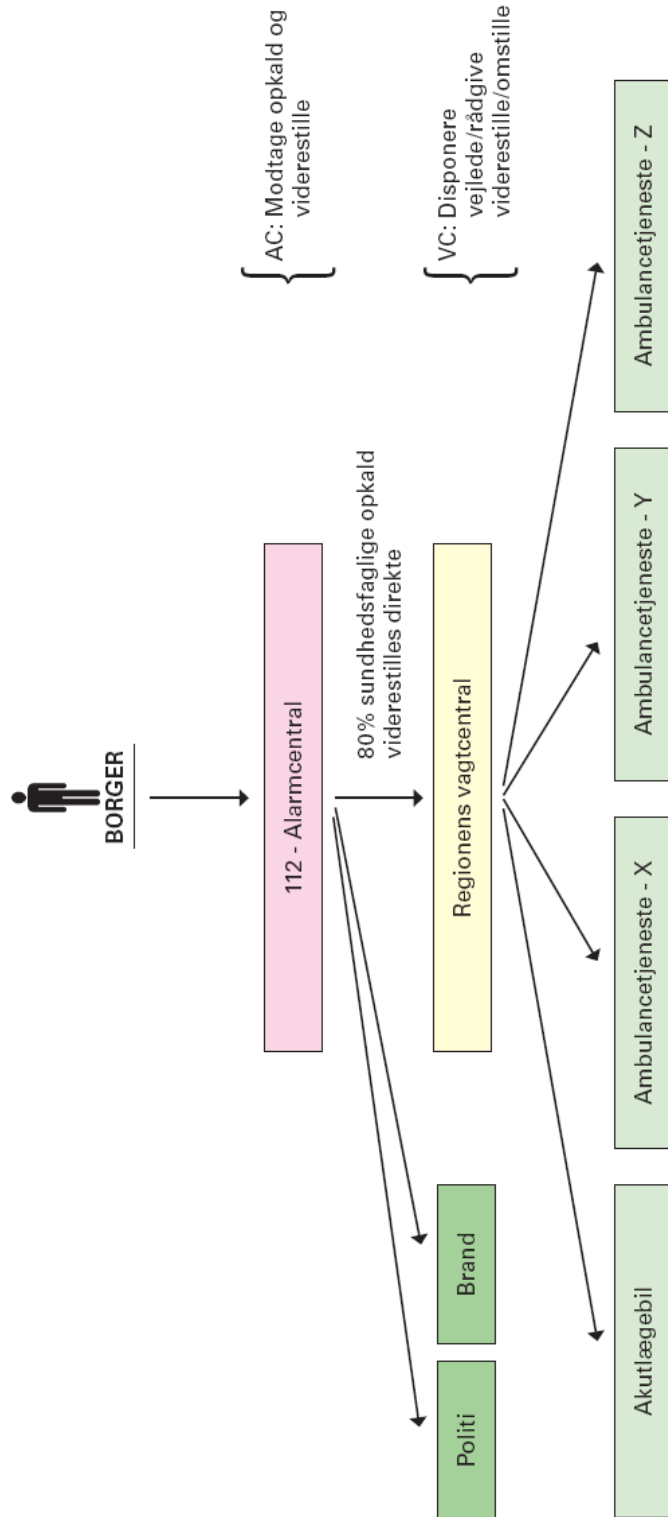 BORGER
112 - Alarmcentral
AC: Modtage opkald og
viderestille
80% sundhedsfaglige opkald
viderestilles direkte
Politi
Brand
Regionens vagtcentral
VC: Disponere
vejlede/rådgive
viderestille/omstille
Akutlægebil
Ambulancetjeneste - X
Ambulancetjeneste - Y
Ambulancetjeneste - Z